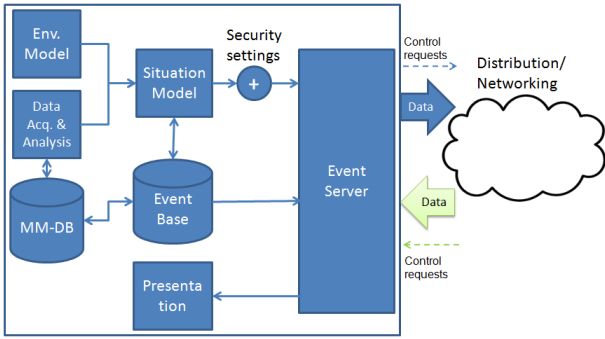 Env.
Model
Data
Acq. &
Analysis
MM-DB
Situation
Model
Security
settings
+
Event
Base
Presenta
tion
Event
Server
Control
requests
Data
Distribution/
Networking
Data
Control
requests